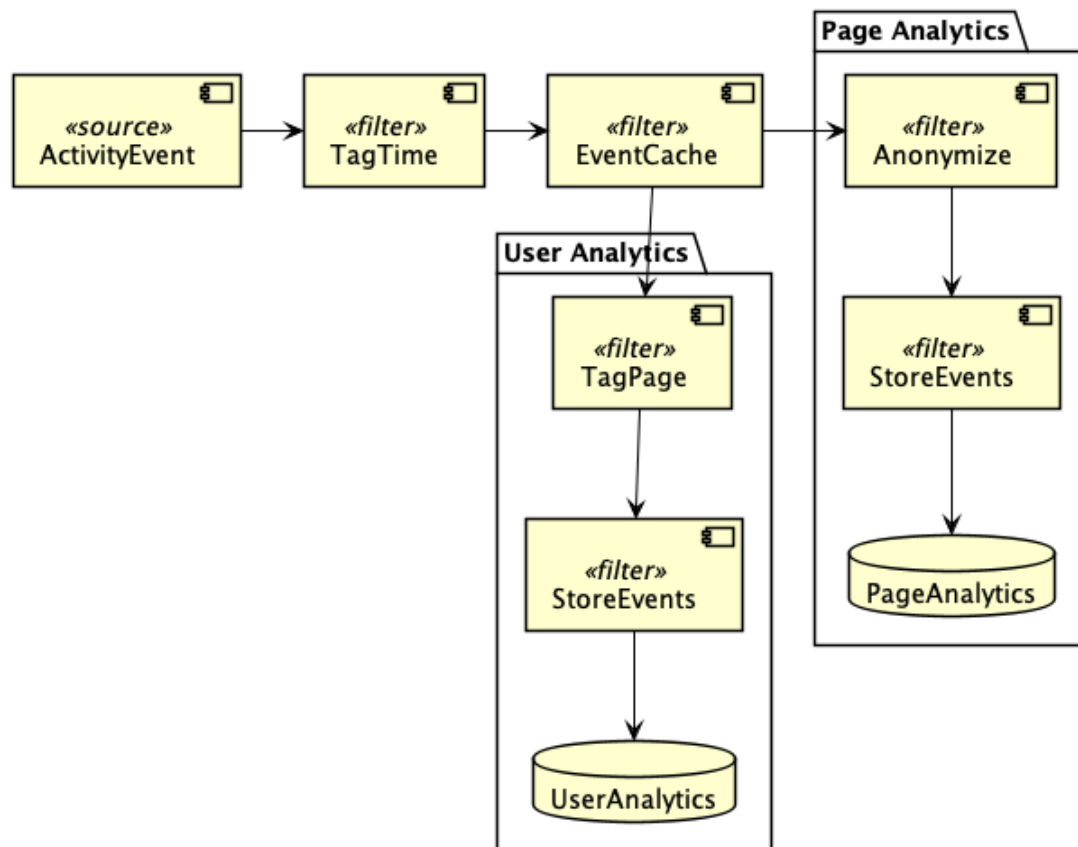 Page Analytics
«source»
ActivityEvent
«filter»
TagTime
«filter»
EventCache
«filter»
Anonymize
User Analytics
«filter»
TagPage
«filter»
StoreEvents
«filter»
StoreEvents
PageAnalytics
UserAnalytics